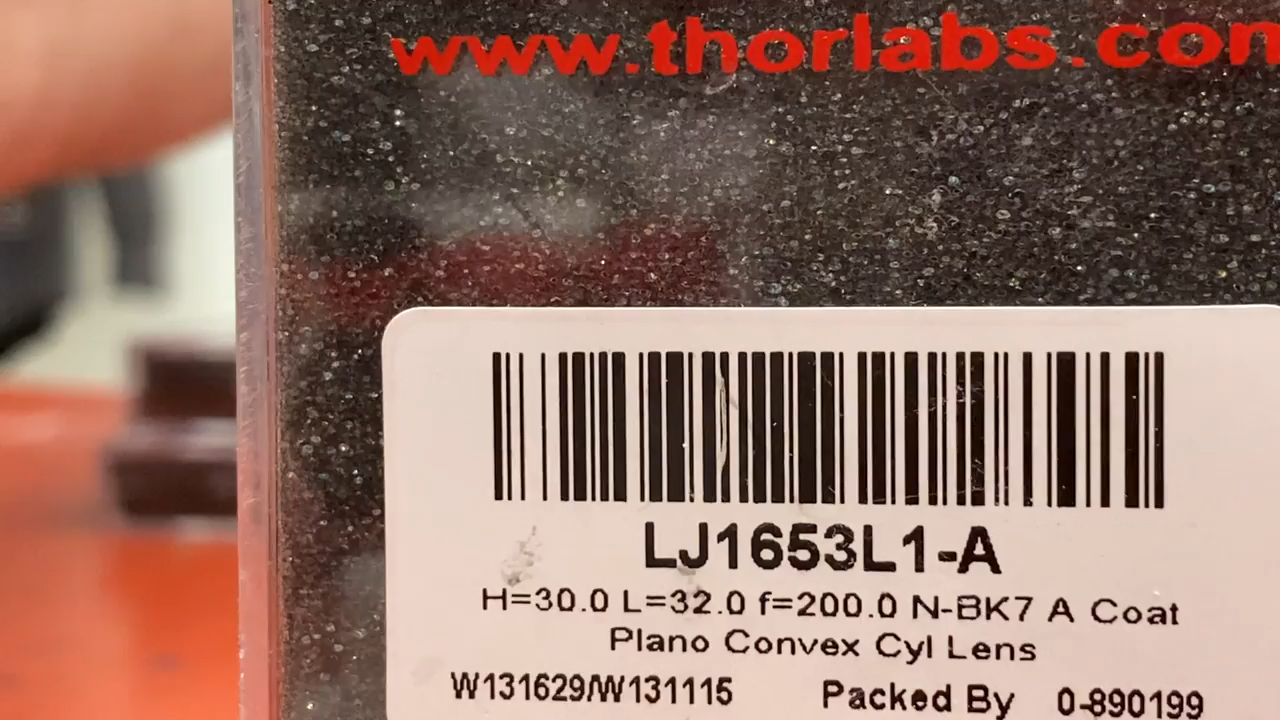 www.thorlabs.com
LJ1653L1-A
H=30.0 L=32.0 f=200.0 N-BK7 A Coat
Plano Convex Cyl Lens
W131629/W131115 Packed By 0-890199